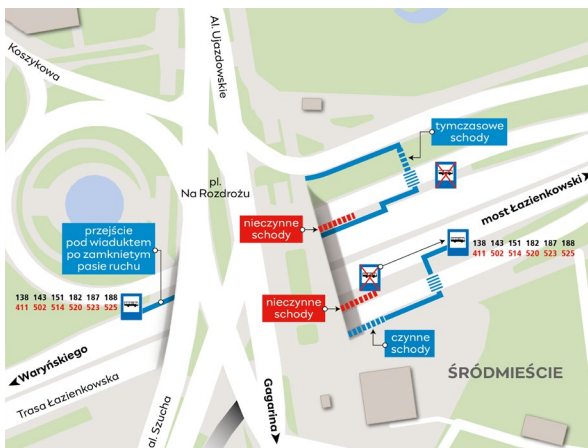 Koszykowa
Al. Ujazdowskie
tymczasowe
schody
pl.
Na Rozdrożu
most Łazienkowski
nieczynne
schody
przejście
pod wiaduktem
po zamkniętym
pasie ruchu
138 143 151 182 187 188
411 502 514 520 523 525
138 143 151 182 187 188
411 502 514 520 523 525
nieczynne
schody
czynne
schody
Waryńskiego
Trasa Łazienkowska
al. Szucha
Gagarina
ŚRÓDMIEŚCIE